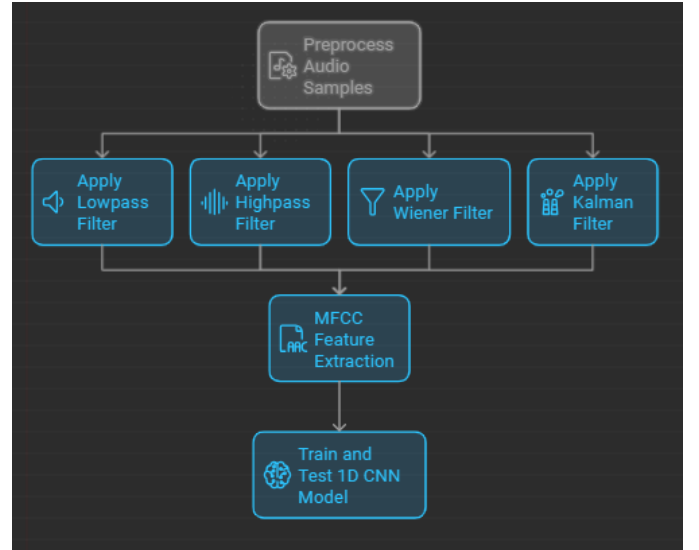 Preprocess
Audio
Samples
Apply
Lowpass
Filter
Apply
Highpass
Filter
Apply
Wiener Filter
Apply
Kalman
Filter
AAC
MFCC
Feature
Extraction
Train and
Test 1D CNN
Model